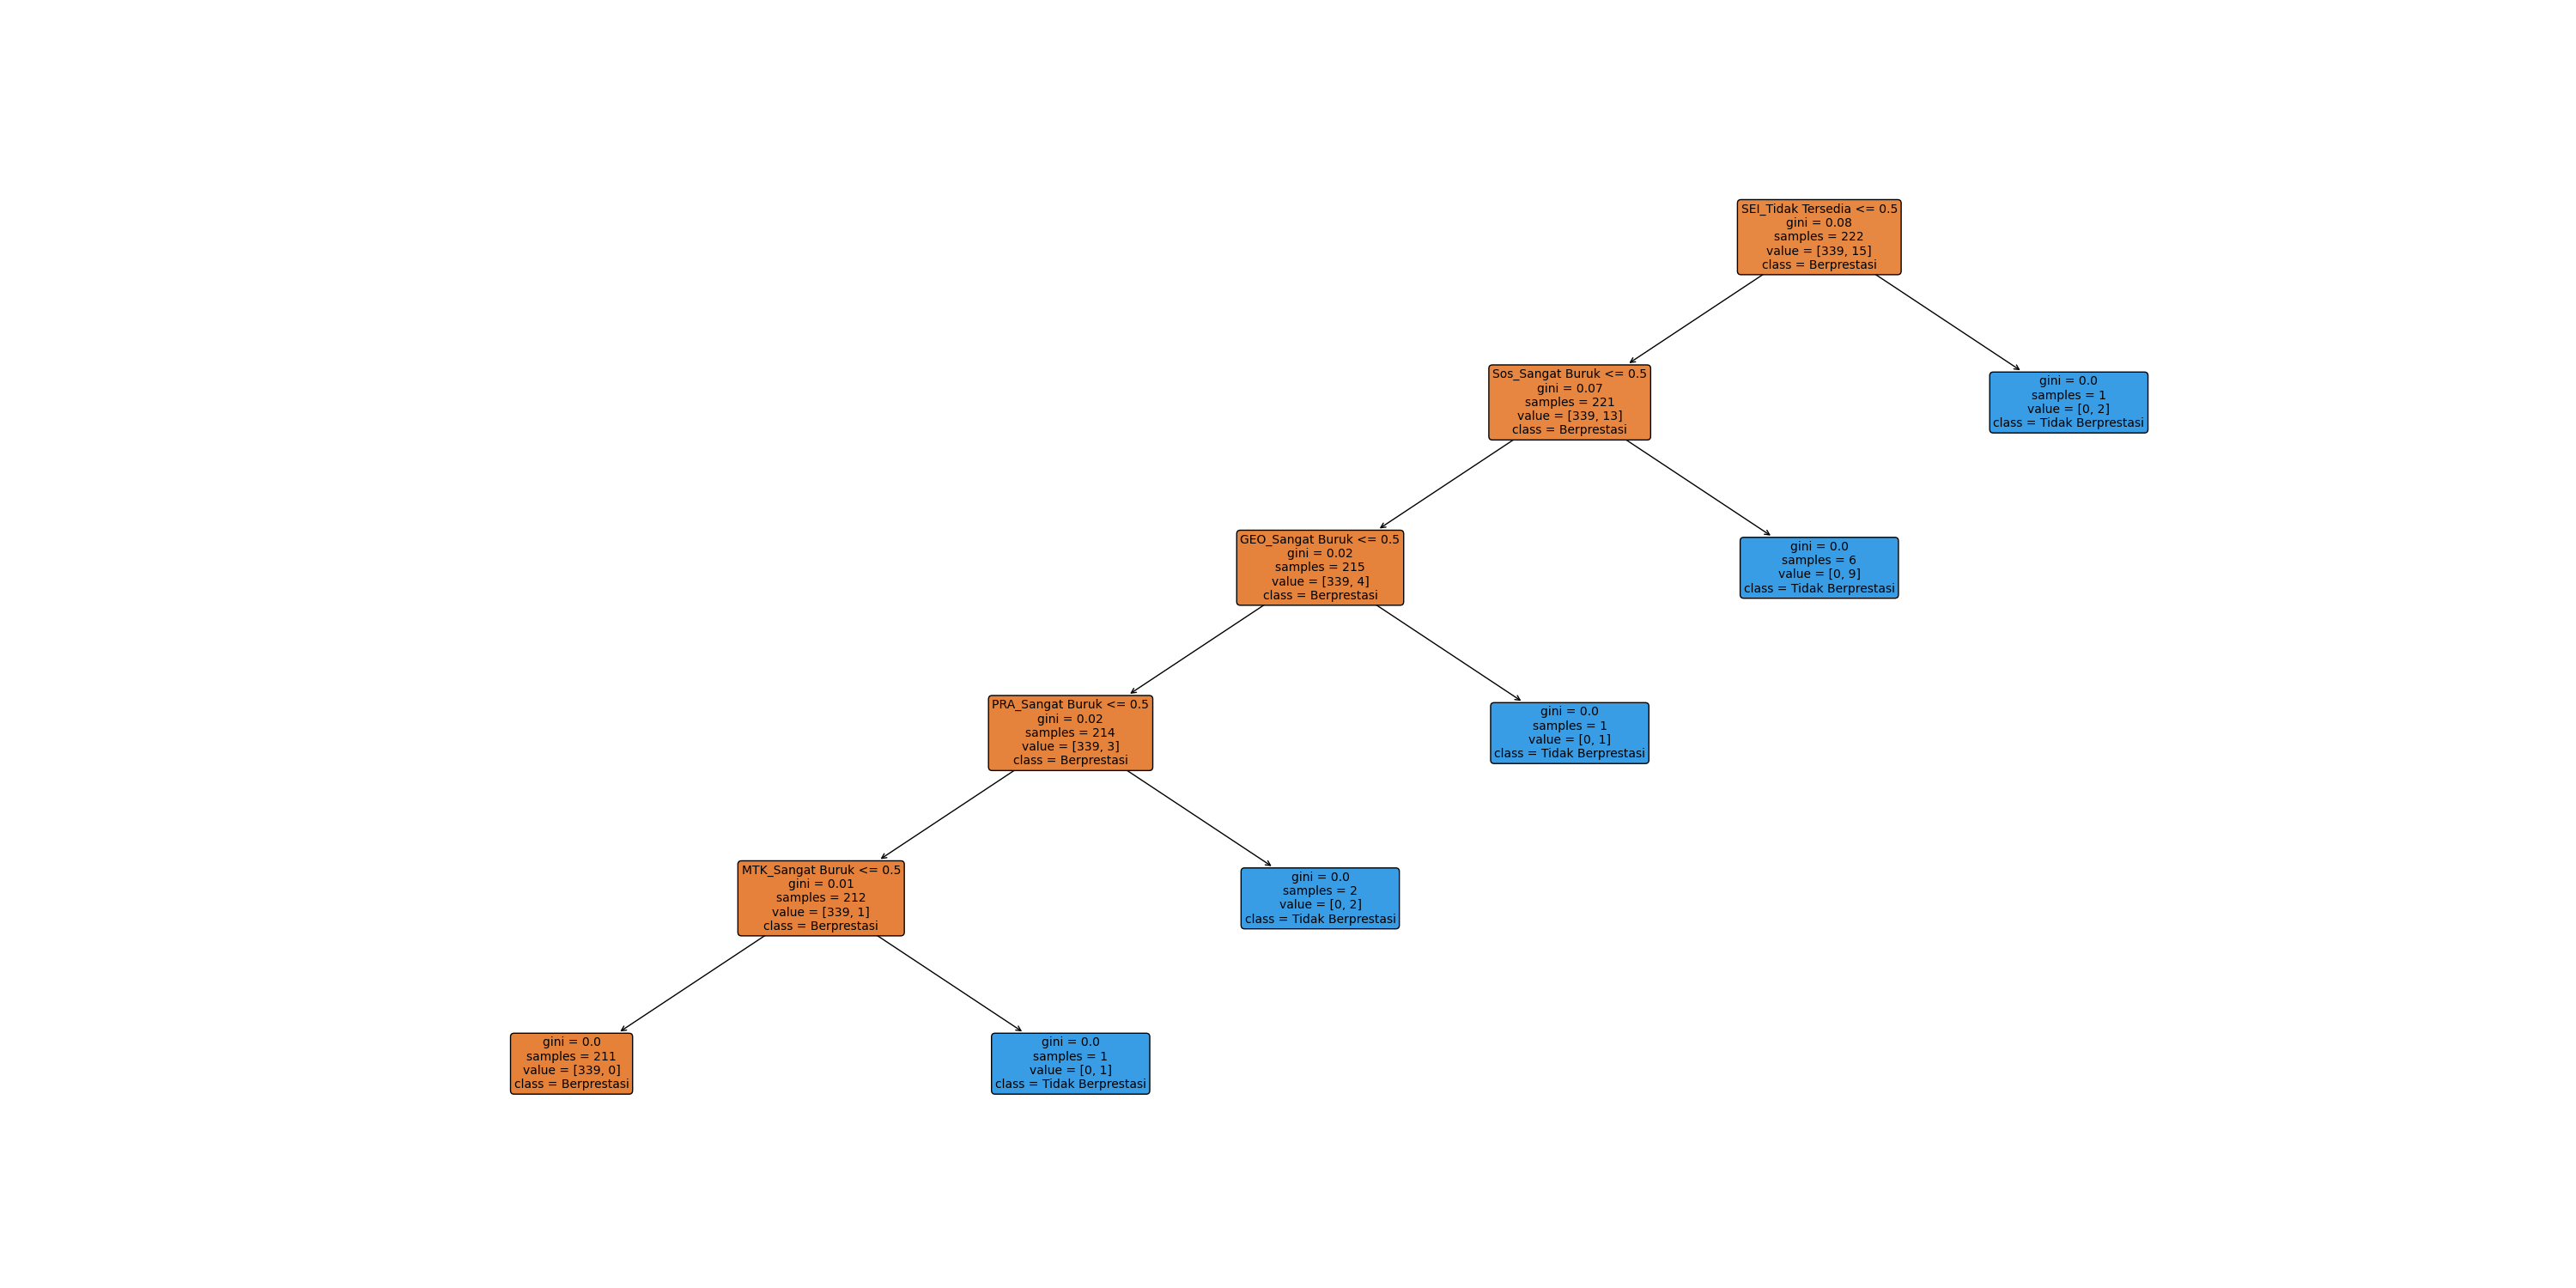 SEI_Tidak Tersedia <= 0.5
gini = 0.08
samples = 222
value = [339, 15]
class = Berprestasi
Sos_Sangat Buruk <= 0.5
gini = 0.07
samples = 221
value = [339, 13]
class = Berprestasi
gini = 0.0
samples = 1
value = [0, 2]
class = Tidak Berprestasi
GEO_Sangat Buruk <= 0.5
gini = 0.02
samples = 215
value = [339, 4]
class = Berprestasi
gini = 0.0
samples = 6
value = [0, 9]
class = Tidak Berprestasi
PRA_Sangat Buruk <= 0.5
gini = 0.02
samples = 214
value = [339, 3]
class = Berprestasi
gini = 0.0
samples = 1
value = [0, 1]
class = Tidak Berprestasi
MTK_Sangat Buruk <= 0.5
gini = 0.01
samples = 212
value = [339, 1]
class = Berprestasi
gini = 0.0
samples = 2
value = [0, 2]
class = Tidak Berprestasi
gini = 0.0
samples = 211
value = [339, 0]
class = Berprestasi
gini = 0.0
samples = 1
value = [0, 1]
class = Tidak Berprestasi